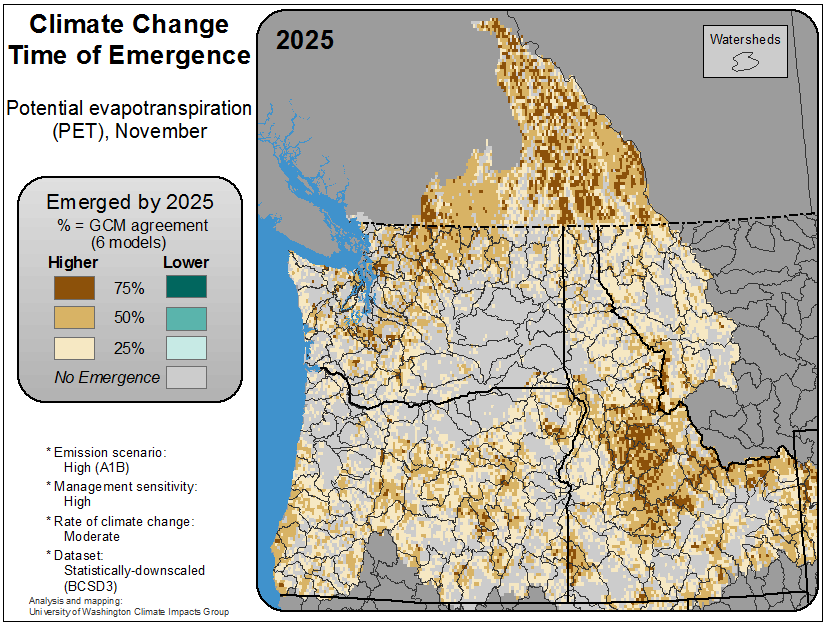 Climate Change
Time of Emergence
Potential evapotranspiration
(PET), November
Emerged by 2025
% = GCM agreement
(6 models)
Higher Lower
75%
50%
25%
No Emergence
* Emission scenario:
High (A1B)
* Management sensitivity:
High
* Rate of climate change:
Moderate
* Dataset:
Statistically-downscaled
(BCSD3)
Analysis and mapping:
University of Washington Climate Impacts Group
2025
Watersheds